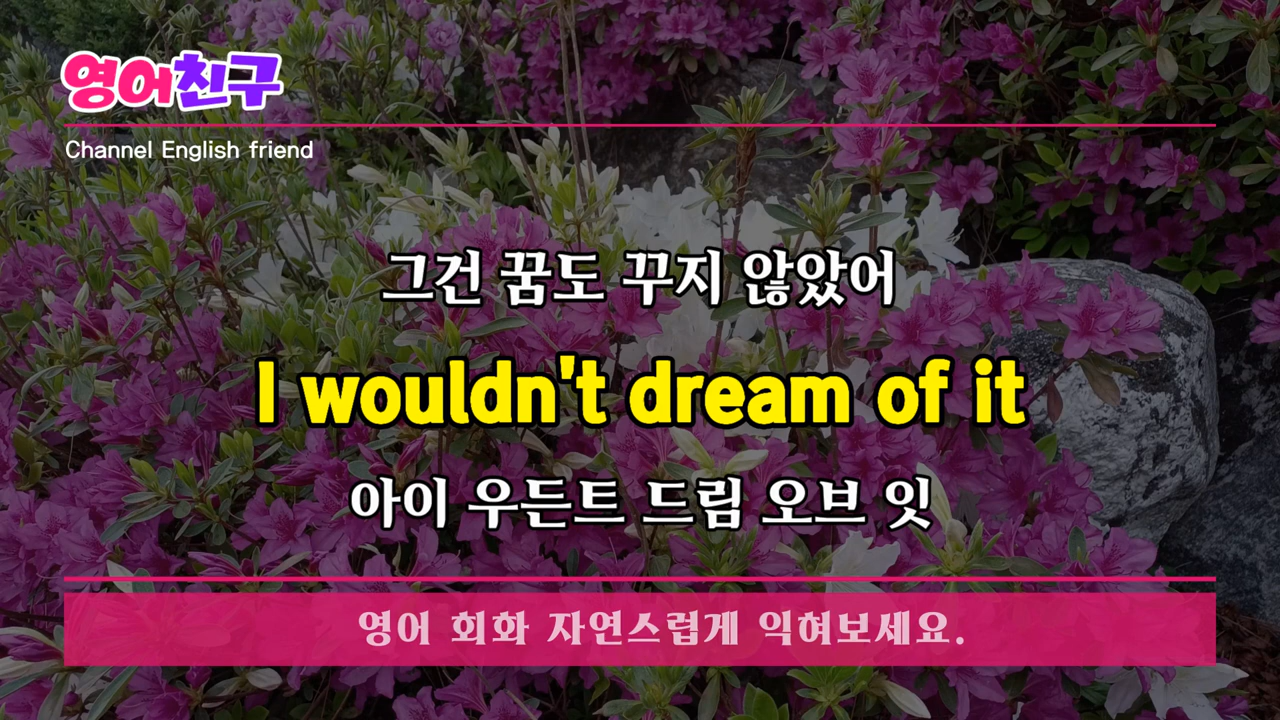 영어친구
Channel English friend
그건 꿈도 꾸지 않았어
I wouldn't dream of it
아이 우든트 드림 오브 잇
영어 회화 자연스럽게 익혀보세요.